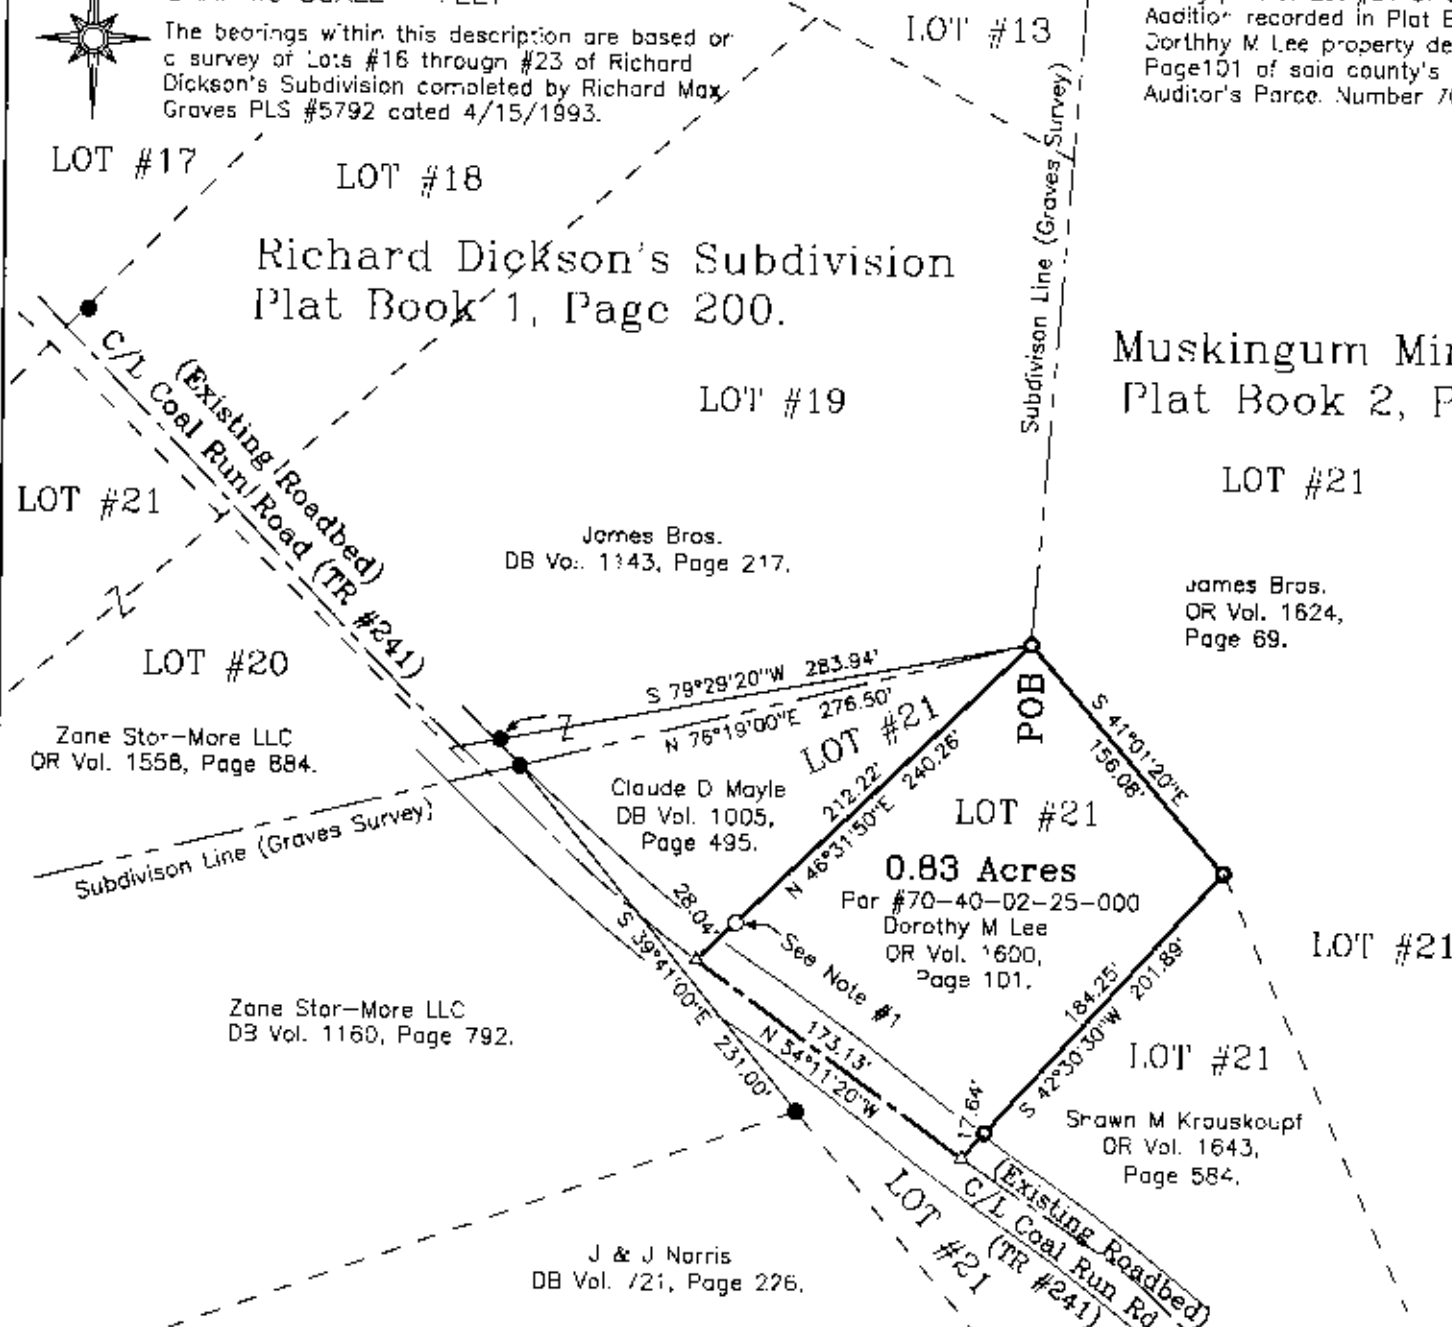 The bearings within this description are based or
a survey of Lots #16 through #23 of Richard
Dickson's Subdivision completed by Richard Max
Graves PLS #5792 dated 4/15/1993.
Addition recorded in Plat B
Dorthhy M Lee property de
Page101 of said county's
Auditor's Parce. Number 70
LOT #13
LOT #17
LOT #18
Subdivison Line (Graves Survey)
Richard Dickson's Subdivision
Plat Book 1, Page 200.
Muskingum Min
Plat Book 2, P
(Existing Roadbed)
C/L Coal Run Road (TR #241)
LOT #19
LOT #21
LOT #21
James Bros.
DB Vol. 1143, Page 217.
James Bros.
OR Vol. 1624,
Page 69.
LOT #20
Zane Stor-More LLC
OR Vol. 1558, Page 884.
S 79°29'20"W 283.94'
N 76°19'00"E 276.50'
LOT #21
POB
S 41°01'20"E
156.08'
Claude D Mayle
DB Vol. 1005,
Page 495.
212.22'
N 46°31'50"E 240.26'
LOT #21
0.83 Acres
Par #70-40-02-25-000
Dorothy M Lee
OR Vol. 1600,
Page 101.
Subdivison Line (Graves Survey)
28.04'
See Note #1
S 39°41'00"E 231.00'
173.13'
N 54°11'20"W
184.25'
S 42°30'30"W 201.89'
17.64'
LOT #21
LOT #21
Zane Stor-More LLC
DB Vol. 1160, Page 792.
Shawn M Krouskoupf
OR Vol. 1643,
Page 584.
LOT #21
(Existing Roadbed)
C/L Coal Run Rd
(TR #241)
J & J Norris
DB Vol. 721, Page 226.